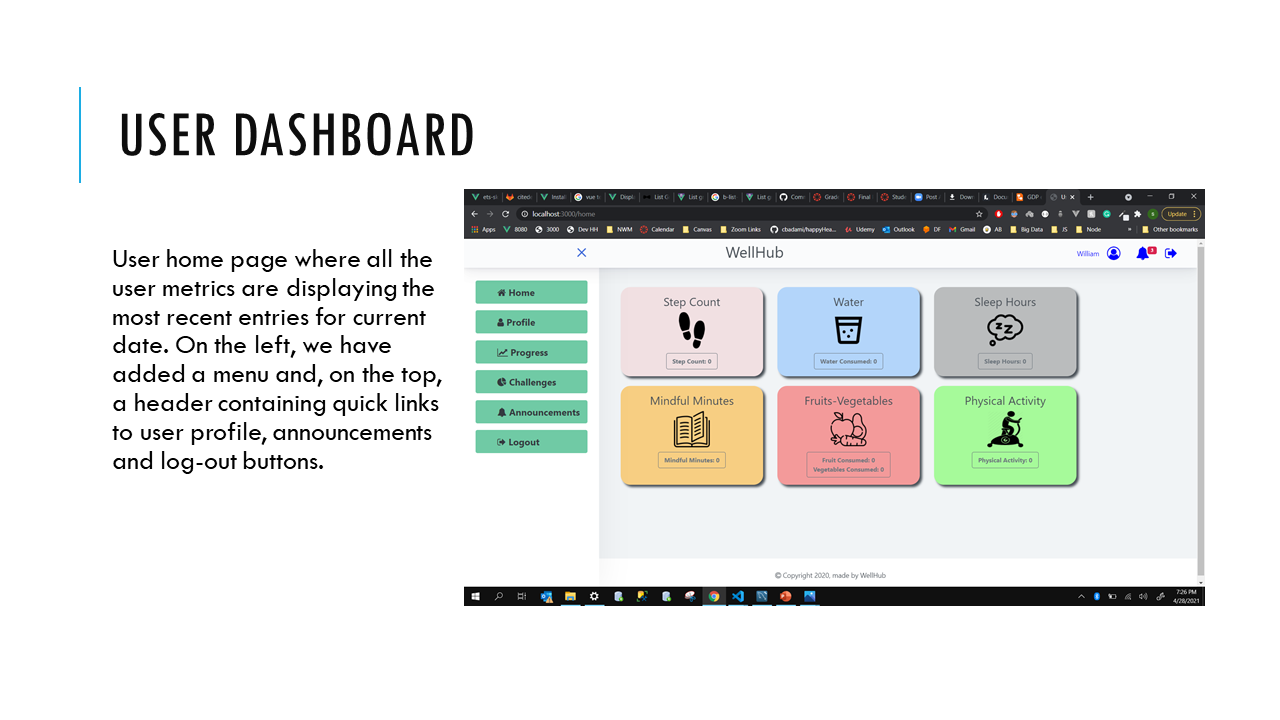 USER DASHBOARD
User home page where all the
user metrics are displaying the
most recent entries for current
date. On the left, we have
added a menu and, on the top,
a header containing quick links
to user profile, announcements
and log-out buttons.
localhost:3000/home
Update
Apps 8080 3000 Dev HH NWM Calendar Canvas Zoom Links cbadami/happyHea... Udemy Outlook DF Gmail AB Big Data JS Node » Other bookmarks
WellHub
William
3
Home
Profile
Progress
Challenges
Announcements
Logout
Step Count
Step Count: 0
Water
Water Consumed: 0
Sleep Hours
Sleep Hours: 0
Mindful Minutes
Mindful Minutes: 0
Fruits-Vegetables
Fruit Consumed: 0
Vegetables Consumed: 0
Physical Activity
Physical Activity: 0
© Copyright 2020, made by WellHub
7:26 PM
4/28/2021